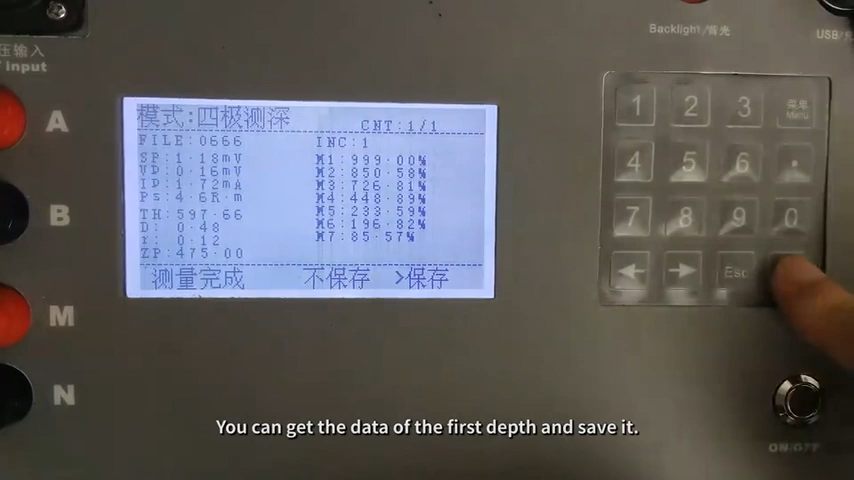 Backlight/背光
USB/
压输入
Input
A
B
M
N
模式:四极测深
CNT:1/1
FILE:0666
INC:1
SP:1.18mV
VP:0.16mV
ID:1.72mA
Ps:4.6R.m
TH:597.66
D: 0.48
r: 0.12
ZP:475.00
M1:999.00%
M2:850.58%
M3:726.81%
M4:448.89%
M5:233.59%
M6:196.82%
M7:85.57%
测量完成 不保存 >保存
1 2 3 菜单
Menu
4 5 6 .
7 8 9 0
← → Esc
ON/OFF
You can get the data of the first depth and save it.